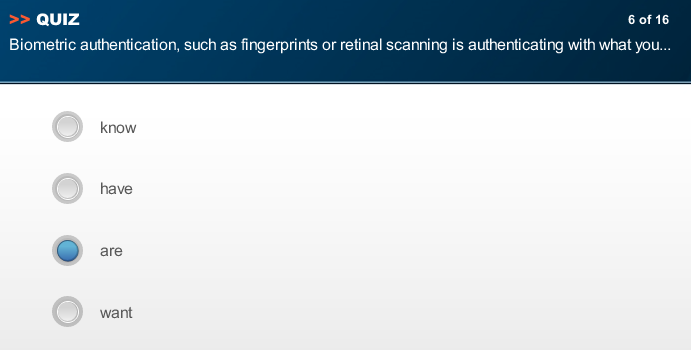 >> QUIZ 6 of 16
Biometric authentication, such as fingerprints or retinal scanning is authenticating with what you...
know
have
are
want